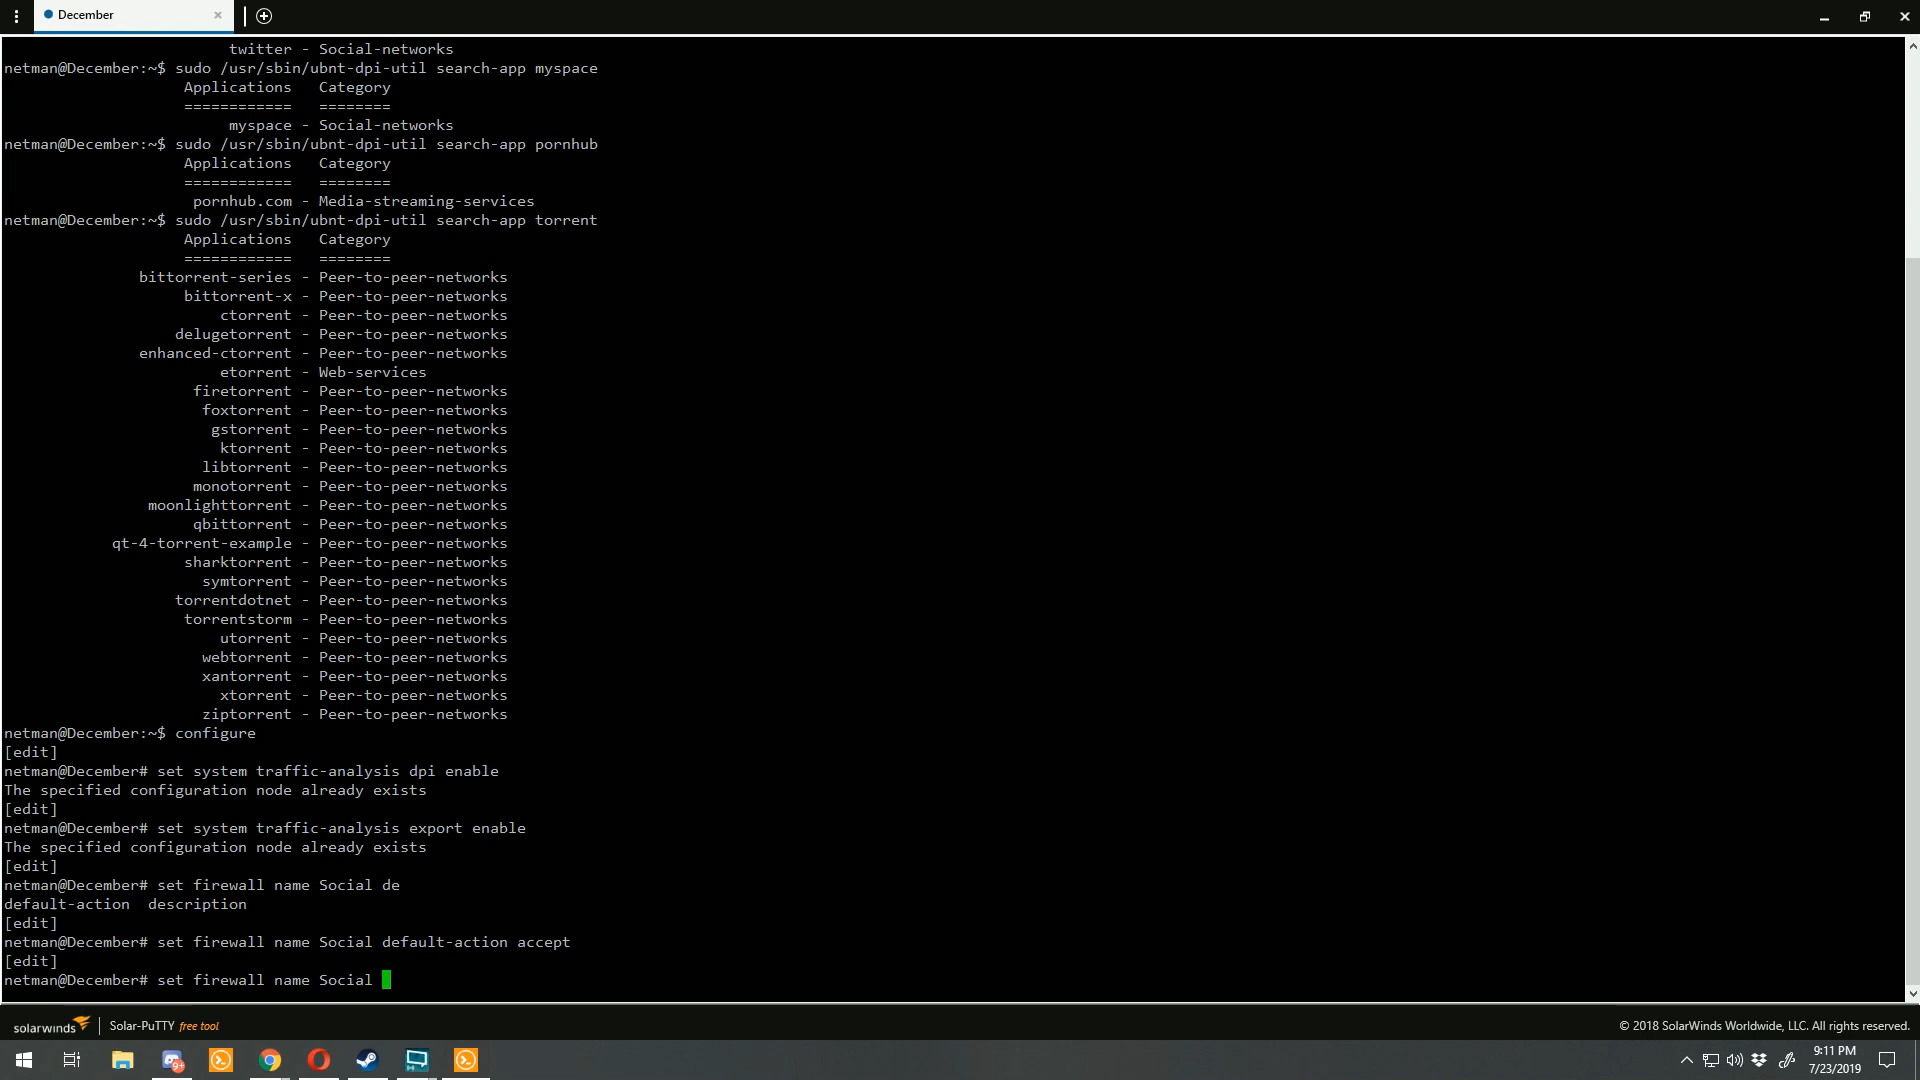 December
twitter - Social-networks
netman@December:~$ sudo /usr/sbin/ubnt-dpi-util search-app myspace
Applications   Category
============   ========
myspace - Social-networks
netman@December:~$ sudo /usr/sbin/ubnt-dpi-util search-app pornhub
Applications   Category
============   ========
pornhub.com - Media-streaming-services
netman@December:~$ sudo /usr/sbin/ubnt-dpi-util search-app torrent
Applications   Category
============   ========
bittorrent-series - Peer-to-peer-networks
bittorrent-x - Peer-to-peer-networks
ctorrent - Peer-to-peer-networks
delugetorrent - Peer-to-peer-networks
enhanced-ctorrent - Peer-to-peer-networks
etorrent - Web-services
firetorrent - Peer-to-peer-networks
foxtorrent - Peer-to-peer-networks
gstorrent - Peer-to-peer-networks
ktorrent - Peer-to-peer-networks
libtorrent - Peer-to-peer-networks
monotorrent - Peer-to-peer-networks
moonlighttorrent - Peer-to-peer-networks
qbittorrent - Peer-to-peer-networks
qt-4-torrent-example - Peer-to-peer-networks
sharktorrent - Peer-to-peer-networks
symtorrent - Peer-to-peer-networks
torrentdotnet - Peer-to-peer-networks
torrentstorm - Peer-to-peer-networks
utorrent - Peer-to-peer-networks
webtorrent - Peer-to-peer-networks
xantorrent - Peer-to-peer-networks
xtorrent - Peer-to-peer-networks
ziptorrent - Peer-to-peer-networks
netman@December:~$ configure
[edit]
netman@December# set system traffic-analysis dpi enable
The specified configuration node already exists
[edit]
netman@December# set system traffic-analysis export enable
The specified configuration node already exists
[edit]
netman@December# set firewall name Social de
default-action  description
[edit]
netman@December# set firewall name Social default-action accept
[edit]
netman@December# set firewall name Social
solarwinds | Solar-PuTTY free tool
© 2018 SolarWinds Worldwide, LLC. All rights reserved.
9+
9:11 PM
7/23/2019